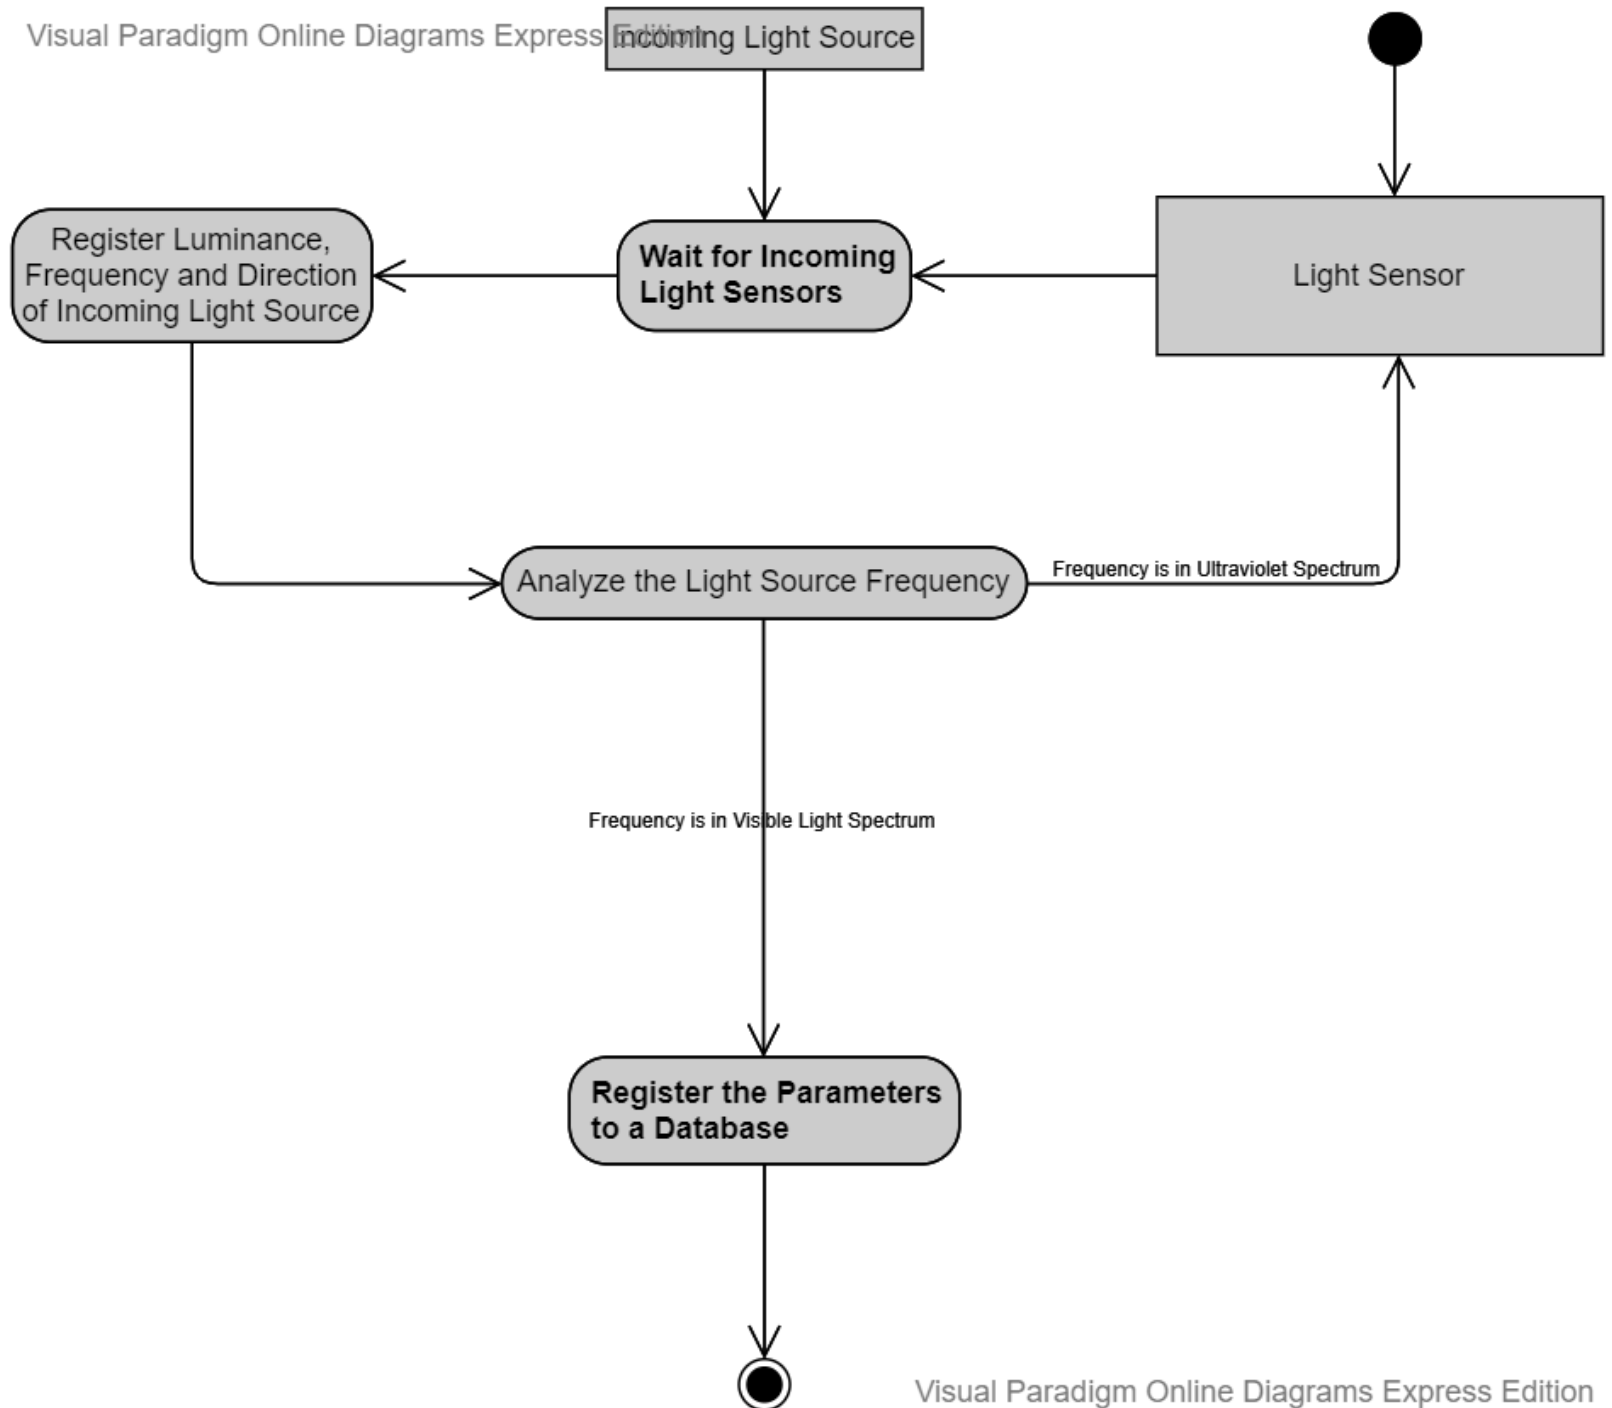 Visual Paradigm Online Diagrams Express Edition
Incoming Light Source
Register Luminance,
Frequency and Direction
of Incoming Light Source
Wait for Incoming
Light Sensors
Light Sensor
Analyze the Light Source Frequency
Frequency is in Ultraviolet Spectrum
Frequency is in Visible Light Spectrum
Register the Parameters
to a Database
Visual Paradigm Online Diagrams Express Edition